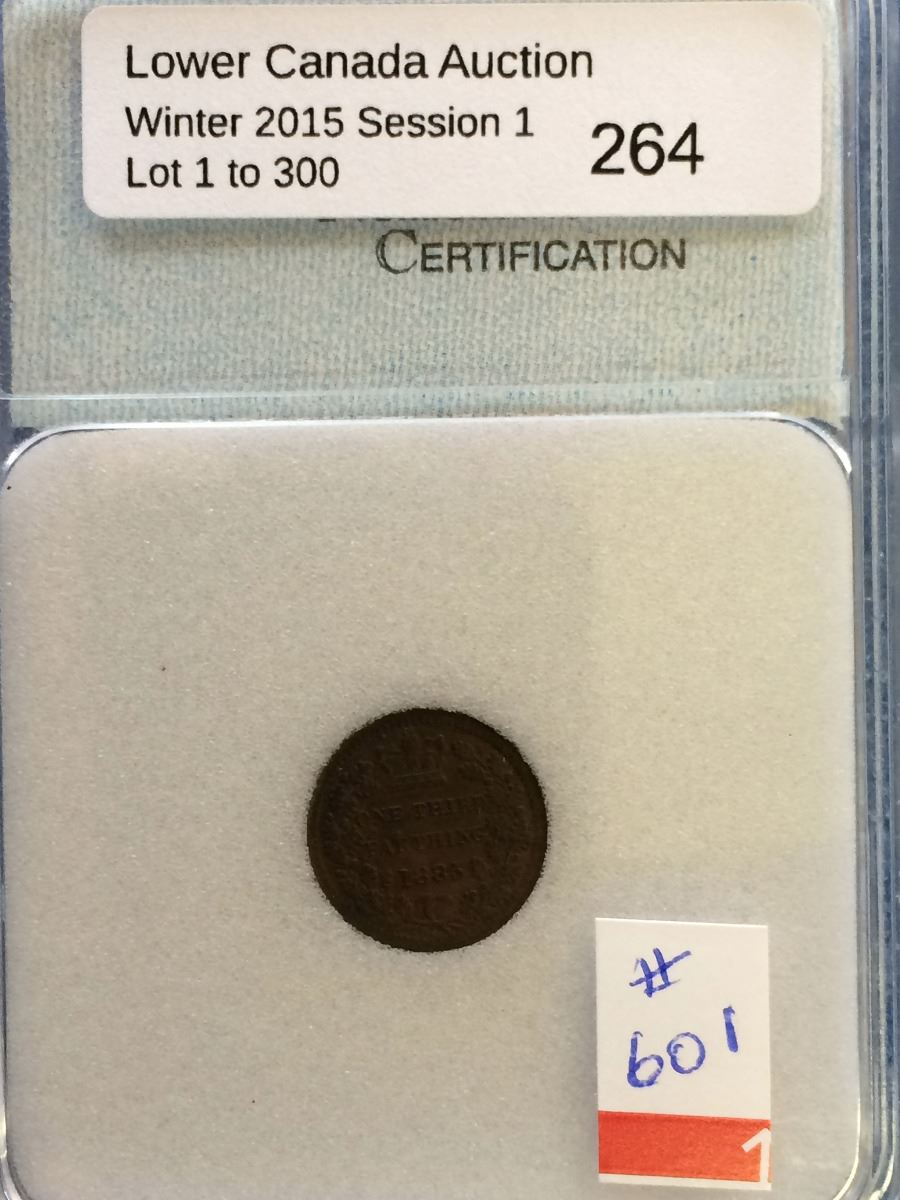 Lower Canada Auction
Winter 2015 Session 1
Lot 1 to 300
264
CERTIFICATION
ONE THIRD
FARTHING
#
601
1